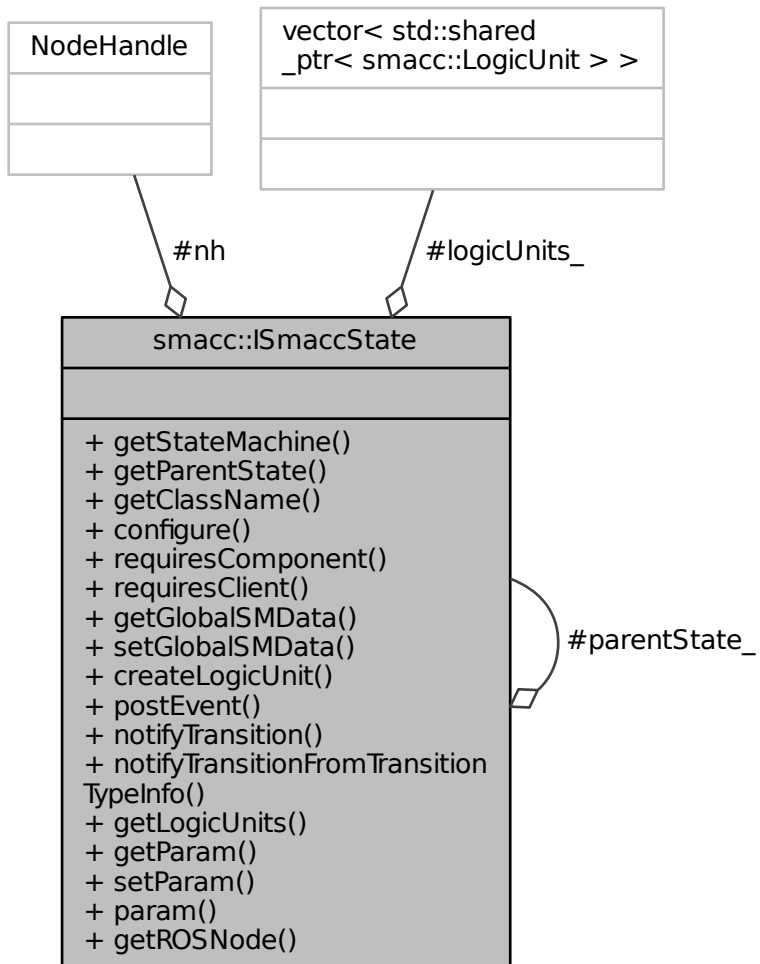 NodeHandle
vector< std::shared
_ptr< smacc::LogicUnit > >
#nh
#logicUnits_
smacc::ISmaccState
+ getStateMachine()
+ getParentState()
+ getClassName()
+ configure()
+ requiresComponent()
+ requiresClient()
+ getGlobalSMData()
+ setGlobalSMData()
+ createLogicUnit()
+ postEvent()
+ notifyTransition()
+ notifyTransitionFromTransition
TypeInfo()
+ getLogicUnits()
+ getParam()
+ setParam()
+ param()
+ getROSNode()
#parentState_